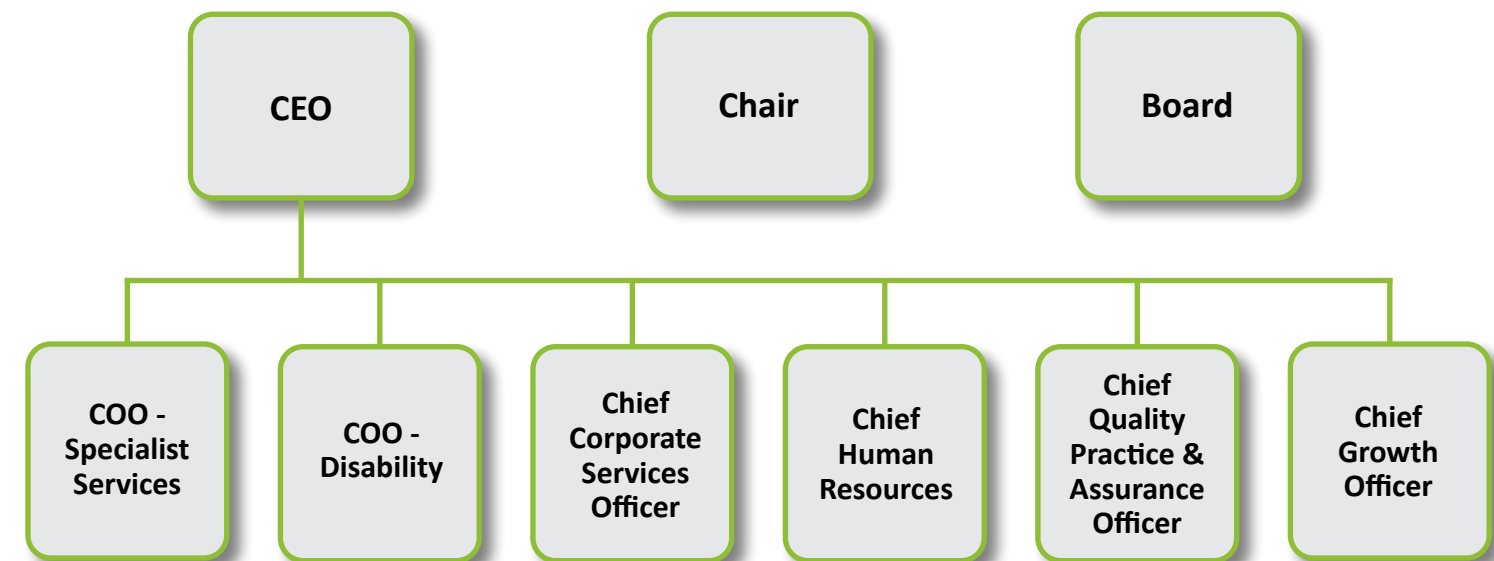 CEO
Chair
Board
COO -
Specialist
Services
COO -
Disability
Chief
Corporate
Services
Officer
Chief
Human
Resources
Chief
Quality
Practice &
Assurance
Officer
Chief
Growth
Officer